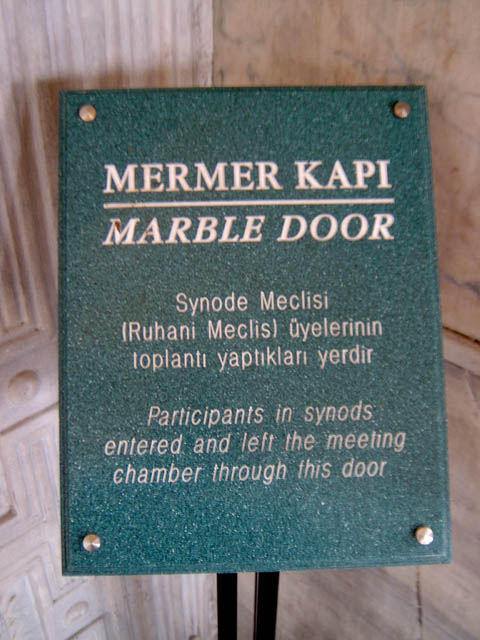 MERMER KAPI
MARBLE DOOR
Synode Meclisi
(Ruhani Meclis) üyelerinin
toplantı yaptıkları yerdir
Participants in synods
entered and left the meeting
chamber through this door